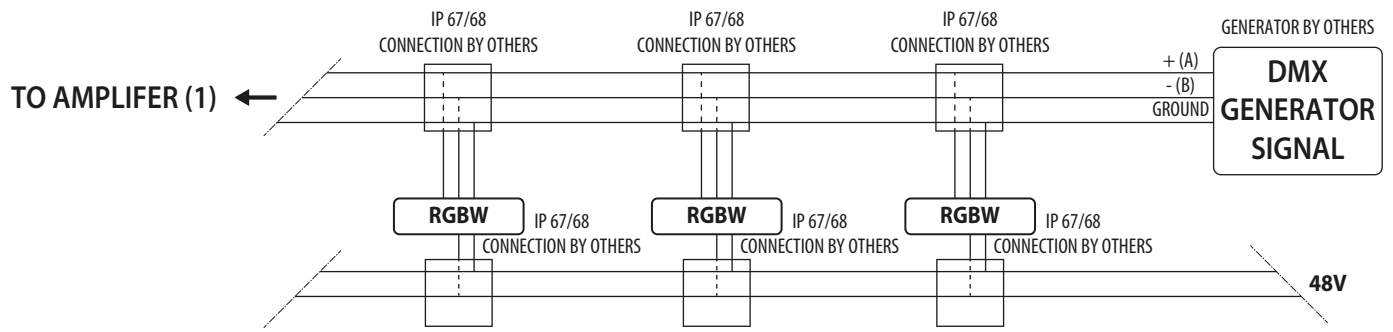 IP 67/68
CONNECTION BY OTHERS
IP 67/68
CONNECTION BY OTHERS
IP 67/68
CONNECTION BY OTHERS
GENERATOR BY OTHERS
TO AMPLIFER (1)
+ (A)
- (B)
GROUND
DMX
GENERATOR
SIGNAL
RGBW
IP 67/68
CONNECTION BY OTHERS
RGBW
IP 67/68
CONNECTION BY OTHERS
RGBW
IP 67/68
CONNECTION BY OTHERS
48V